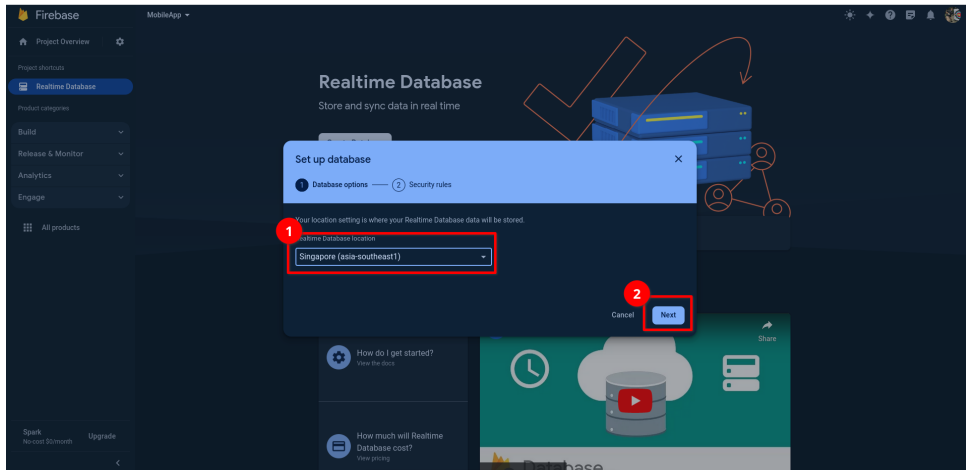 Firebase
MobileApp
Project Overview
Project shortcuts
Realtime Database
Product categories
Build
Release & Monitor
Analytics
Engage
All products
Spark
No-cost $0/month
Upgrade
Realtime Database
Store and sync data in real time
Set up database
1 Database options
2 Security rules
Your location setting is where your Realtime Database data will be stored.
1
Realtime Database location
Singapore (asia-southeast1)
2
Cancel
Next
How do I get started?
View the docs
How much will Realtime
Database cost?
View pricing
Share
Database